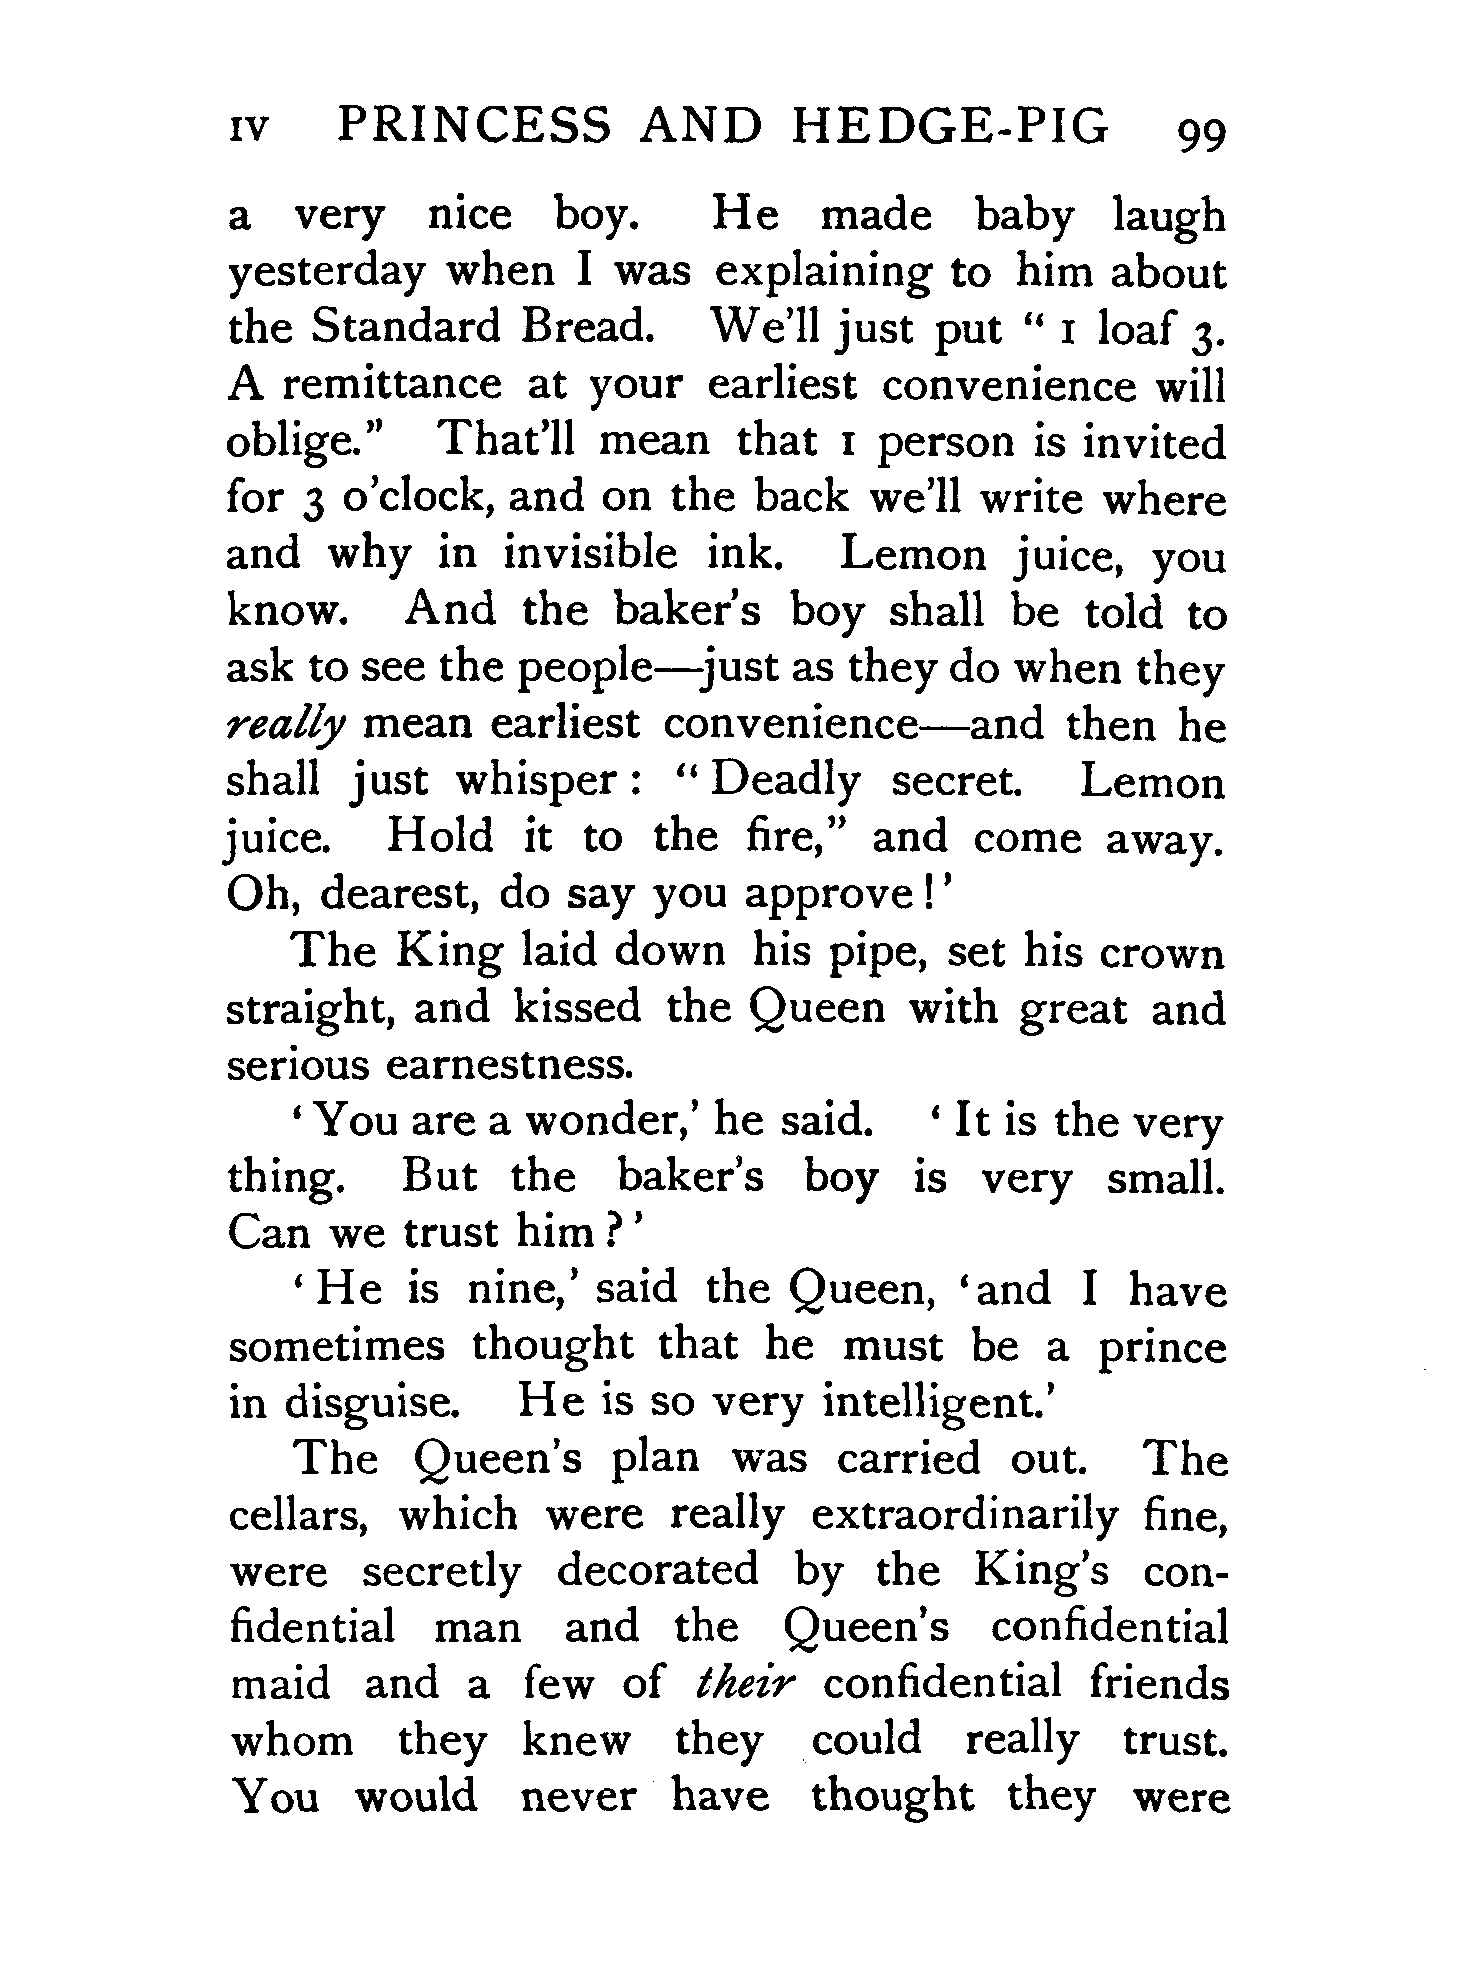 IV PRINCESS AND HEDGE-PIG 99
a very nice boy. He made baby laugh
yesterday when I was explaining to him about
the Standard Bread. We'll just put “ 1 loaf 3.
A remittance at your earliest convenience will
oblige.” That'll mean that 1 person is invited
for 3 o'clock, and on the back we'll write where
and why in invisible ink. Lemon juice, you
know. And the baker's boy shall be told to
ask to see the people—just as they do when they
really mean earliest convenience—and then he
shall just whisper : “ Deadly secret. Lemon
juice. Hold it to the fire,” and come away.
Oh, dearest, do say you approve ! ’
The King laid down his pipe, set his crown
straight, and kissed the Queen with great and
serious earnestness.
‘ You are a wonder,’ he said. ‘ It is the very
thing. But the baker's boy is very small.
Can we trust him ? ’
‘ He is nine,’ said the Queen, ‘and I have
sometimes thought that he must be a prince
in disguise. He is so very intelligent.’
The Queen's plan was carried out. The
cellars, which were really extraordinarily fine,
were secretly decorated by the King's con-
fidential man and the Queen's confidential
maid and a few of their confidential friends
whom they knew they could really trust.
You would never have thought they were